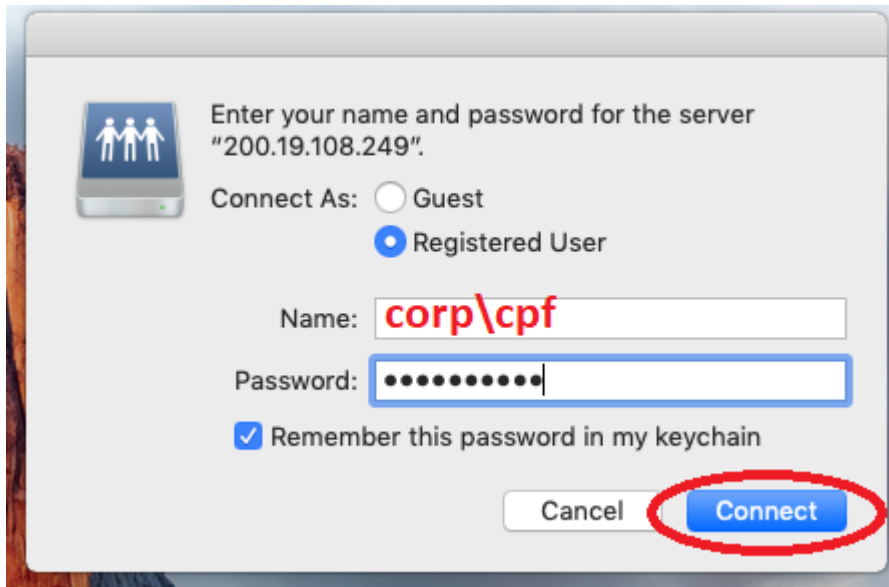 Enter your name and password for the server
“200.19.108.249”.
Connect As: Guest
Registered User
Name: corp\cpf
Password: ••••••••••
Remember this password in my keychain
Cancel Connect